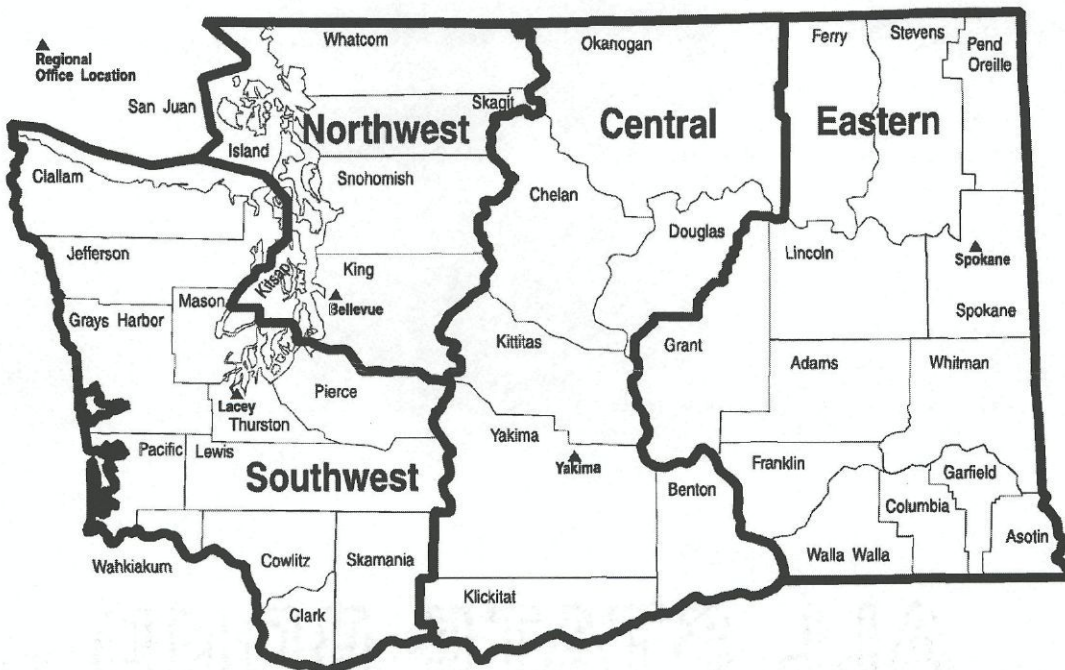 Whatcom
Okanogan
Ferry
Stevens
Pend
Oreille
Regional
Office Location
San Juan
Skagit
Northwest
Central
Eastern
Island
Clallam
Snohomish
Chelan
Douglas
Jefferson
King
Lincoln
Spokane
Kitsap
Mason
Bellevue
Spokane
Grays Harbor
Kittitas
Grant
Adams
Whitman
Pierce
Lacey
Thurston
Pacific
Lewis
Yakima
Yakima
Franklin
Garfield
Southwest
Benton
Columbia
Asotin
Wahkiakum
Cowlitz
Skamania
Walla Walla
Klickitat
Clark